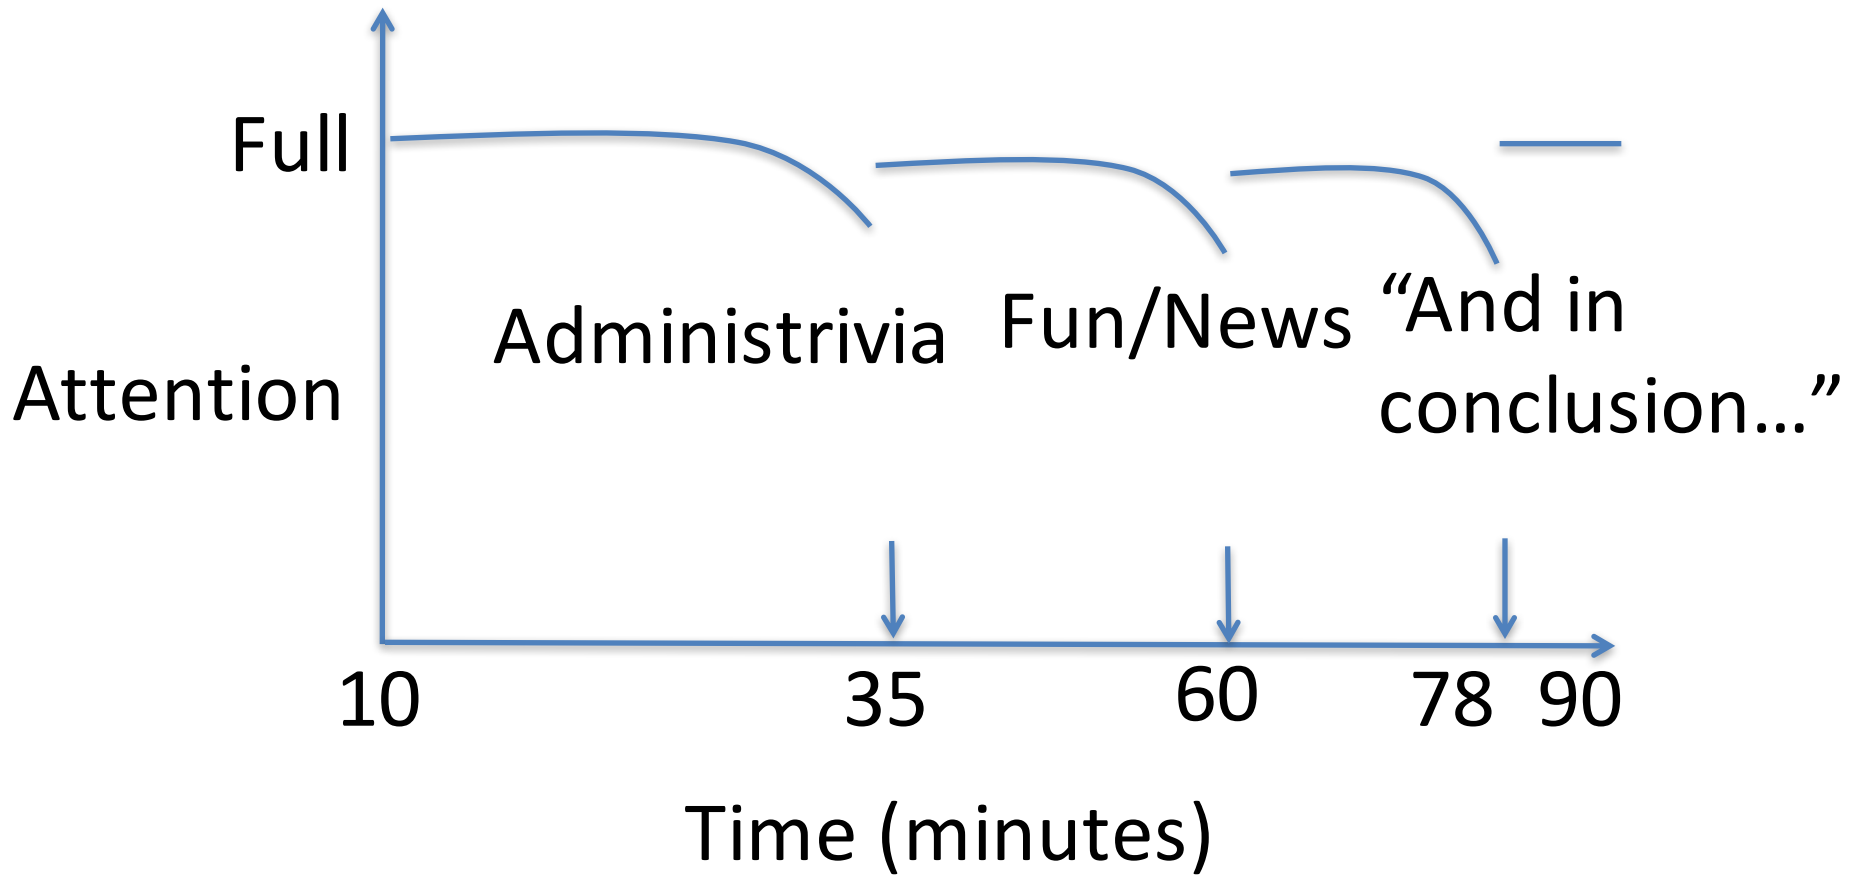 Full
Attention
Administrivia
Fun/News
“And in
conclusion…”
10 35 60 78 90
Time (minutes)